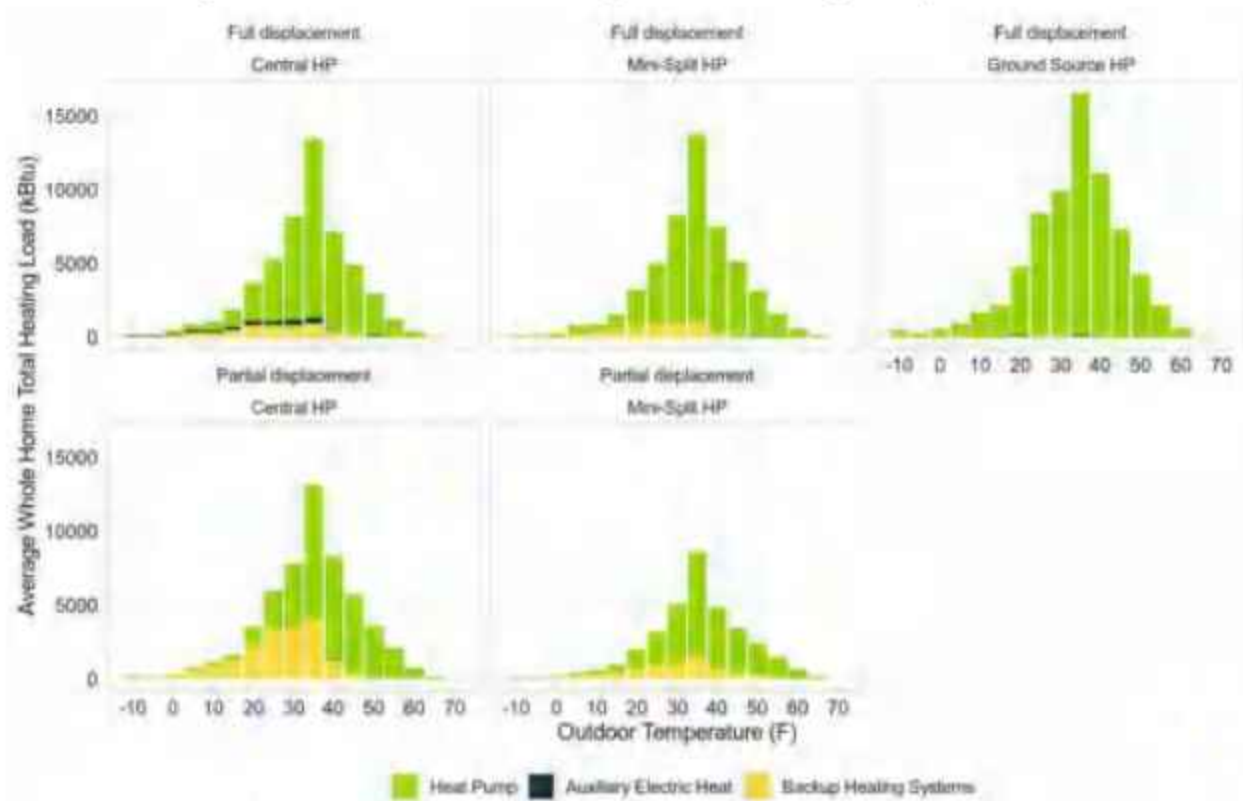 Full displacement
Central HP
Full displacement
Mini-Split HP
Full displacement
Ground Source HP
15000
10000
5000
0
-10 0 10 20 30 40 50 60 70
Partial displacement
Central HP
Partial displacement
Mini-Split HP
15000
10000
5000
0
-10 0 10 20 30 40 50 60 70
-10 0 10 20 30 40 50 60 70
Average Whole Home Total Heating Load (kBtu)
Outdoor Temperature (F)
Heat Pump
Auxiliary Electric Heat
Backup Heating Systems